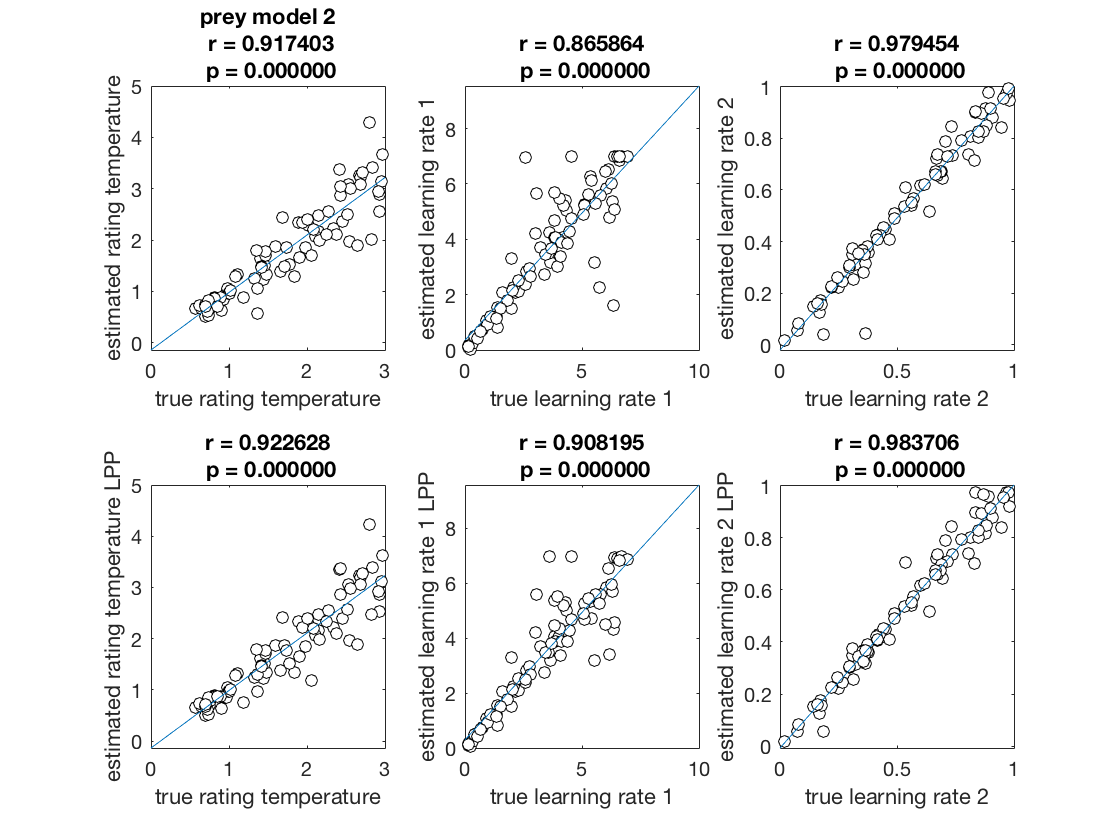 prey model 2
r = 0.917403
p = 0.000000
estimated rating temperature
5
4
3
2
1
0
0 1 2 3
true rating temperature
r = 0.865864
p = 0.000000
estimated learning rate 1
8
6
4
2
0
0 5 10
true learning rate 1
r = 0.979454
p = 0.000000
estimated learning rate 2
1
0.8
0.6
0.4
0.2
0
0 0.5 1
true learning rate 2
r = 0.922628
p = 0.000000
estimated rating temperature LPP
5
4
3
2
1
0
0 1 2 3
true rating temperature
r = 0.908195
p = 0.000000
estimated learning rate 1 LPP
8
6
4
2
0
0 5 10
true learning rate 1
r = 0.983706
p = 0.000000
estimated learning rate 2 LPP
1
0.8
0.6
0.4
0.2
0
0 0.5 1
true learning rate 2